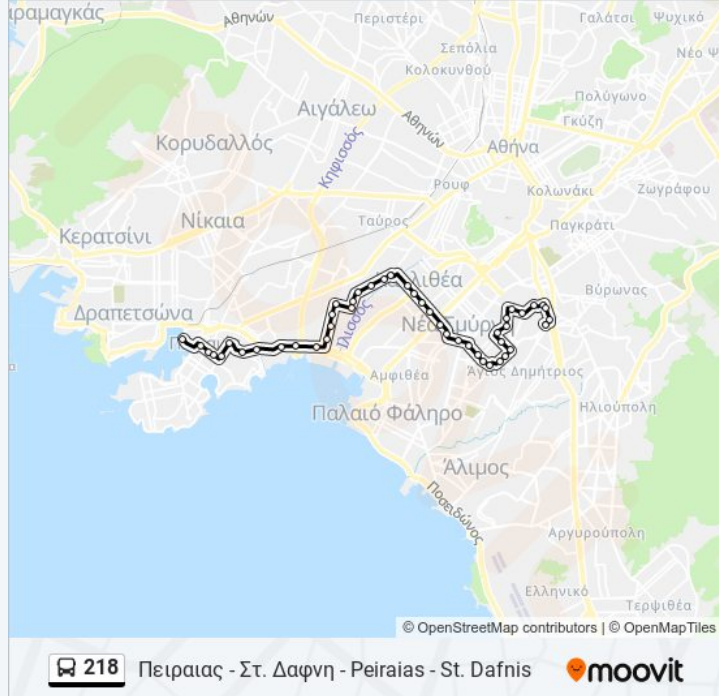 αραμαγκάς
Αθηνών
Περιστέρι
Γαλάτσι
Ψυχικό
Σεπόλια
Κολοκυνθού
Νέο Ψ
Πολύγωνο
Αιγάλεω
Γκύζη
Αθηνών
Κορυδαλλός
Αθήνα
Κηφισσός
Ρουφ
Κολωνάκι
Ζωγράφου
Νίκαια
Ταύρος
Παγκράτι
Κερατσίνι
λιθέα
Βύρωνας
Δραπετσώνα
Ιλισσός
Νέα Σμύρνη
Αμφιθέα
Άγιος Δημήτριος
Ηλιούπολη
Παλαιό Φάληρο
Άλιμος
Ποσειδώνος
Αργυρούπολη
Ελληνικό
Τερψιθέα
© OpenStreetMap contributors | © OpenMapTiles
218 Πειραιας - Στ. Δαφνη - Peiraias - St. Dafnis
moovit